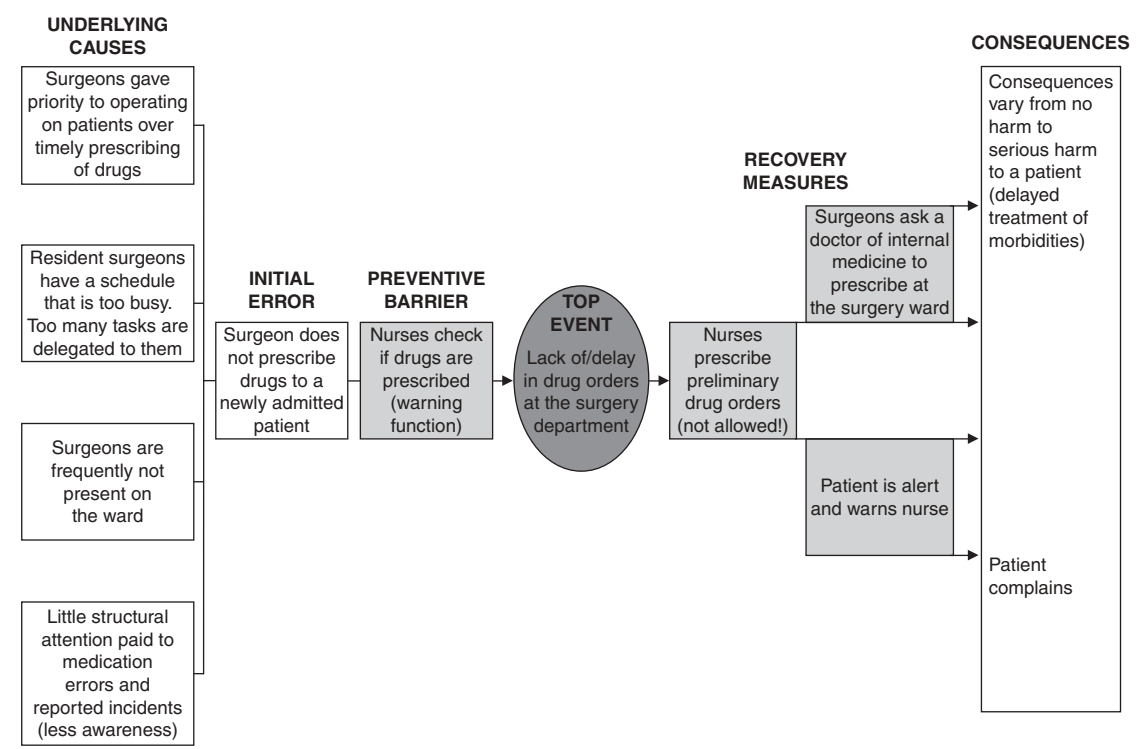 UNDERLYING
CAUSES
Surgeons gave
priority to operating
on patients over
timely prescribing
of drugs
Resident surgeons
have a schedule
that is too busy.
Too many tasks are
delegated to them
Surgeons are
frequently not
present on
the ward
Little structural
attention paid to
medication
errors and
reported incidents
(less awareness)
INITIAL
ERROR
Surgeon does
not prescribe
drugs to a
newly admitted
patient
PREVENTIVE
BARRIER
Nurses check
if drugs are
prescribed
(warning
function)
TOP
EVENT
Lack of/delay
in drug orders
at the surgery
department
Nurses
prescribe
preliminary
drug orders
(not allowed!)
RECOVERY
MEASURES
Surgeons ask a
doctor of internal
medicine to
prescribe at
the surgery ward
Patient is alert
and warns nurse
CONSEQUENCES
Consequences
vary from no
harm to
serious harm
to a patient
(delayed
treatment of
morbidities)
Patient
complains